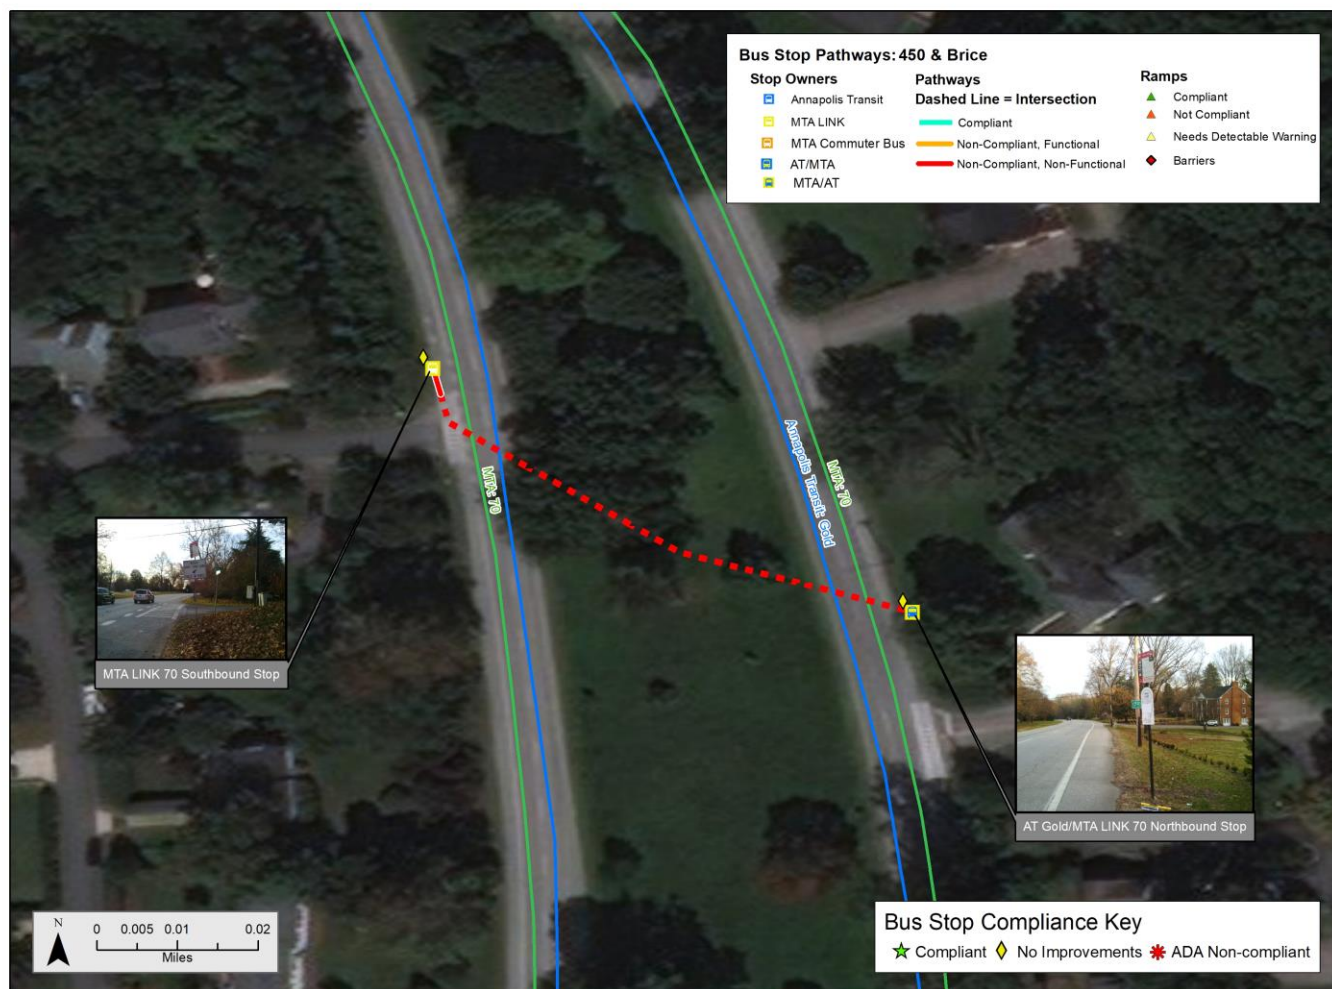 Bus Stop Pathways: 450 & Brice
Stop Owners
Annapolis Transit
MTA LINK
MTA Commuter Bus
AT/MTA
MTA/AT
Pathways
Dashed Line = Intersection
Compliant
Non-Compliant, Functional
Non-Compliant, Non-Functional
Ramps
Compliant
Not Compliant
Needs Detectable Warning
Barriers
MTA: 70
Annapolis Transit: Gold
MTA: 70
MTA LINK 70 Southbound Stop
AT Gold/MTA LINK 70 Northbound Stop
N
0 0.005 0.01 0.02
Miles
Bus Stop Compliance Key
Compliant No Improvements ADA Non-compliant